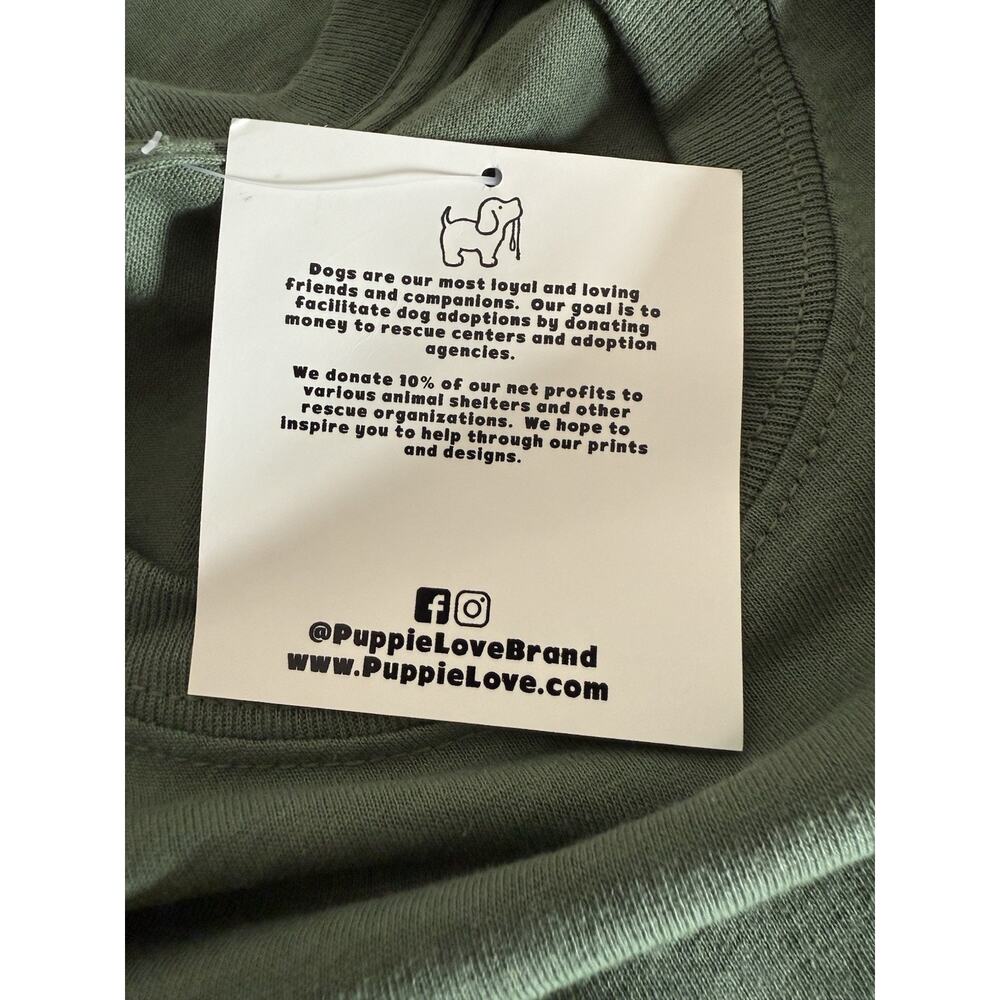 Dogs are our most loyal and loving
friends and companions. Our goal is to
facilitate dog adoptions by donating
money to rescue centers and adoption
agencies.
We donate 10% of our net profits to
various animal shelters and other
rescue organizations. We hope to
inspire you to help through our prints
and designs.
@PuppieLoveBrand
www.PuppieLove.com